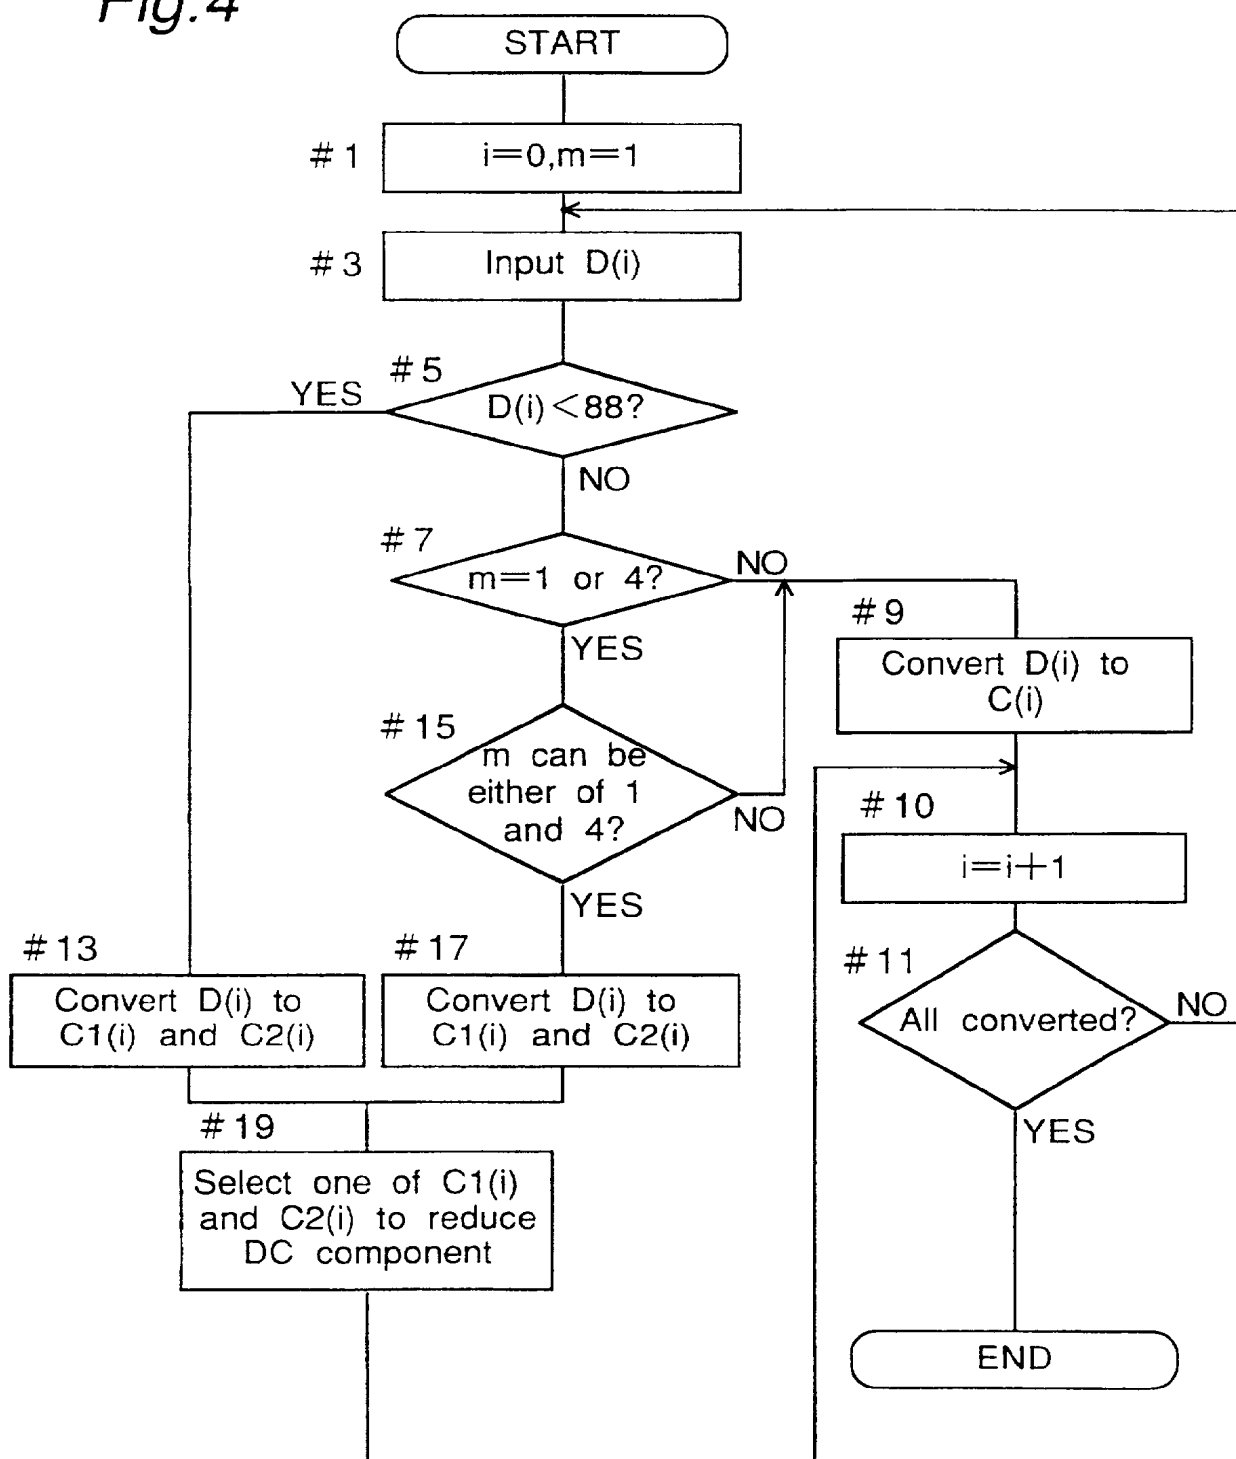 Fig.4
START
#1
i=0,m=1
#3
Input D(i)
#5
YES
D(i)<88?
NO
#7
m=1 or 4?
NO
YES
#9
Convert D(i) to
C(i)
#15
m can be
either of 1
and 4?
NO
YES
#10
i=i+1
#13
Convert D(i) to
C1(i) and C2(i)
#17
Convert D(i) to
C1(i) and C2(i)
#11
All converted?
NO
YES
#19
Select one of C1(i)
and C2(i) to reduce
DC component
END